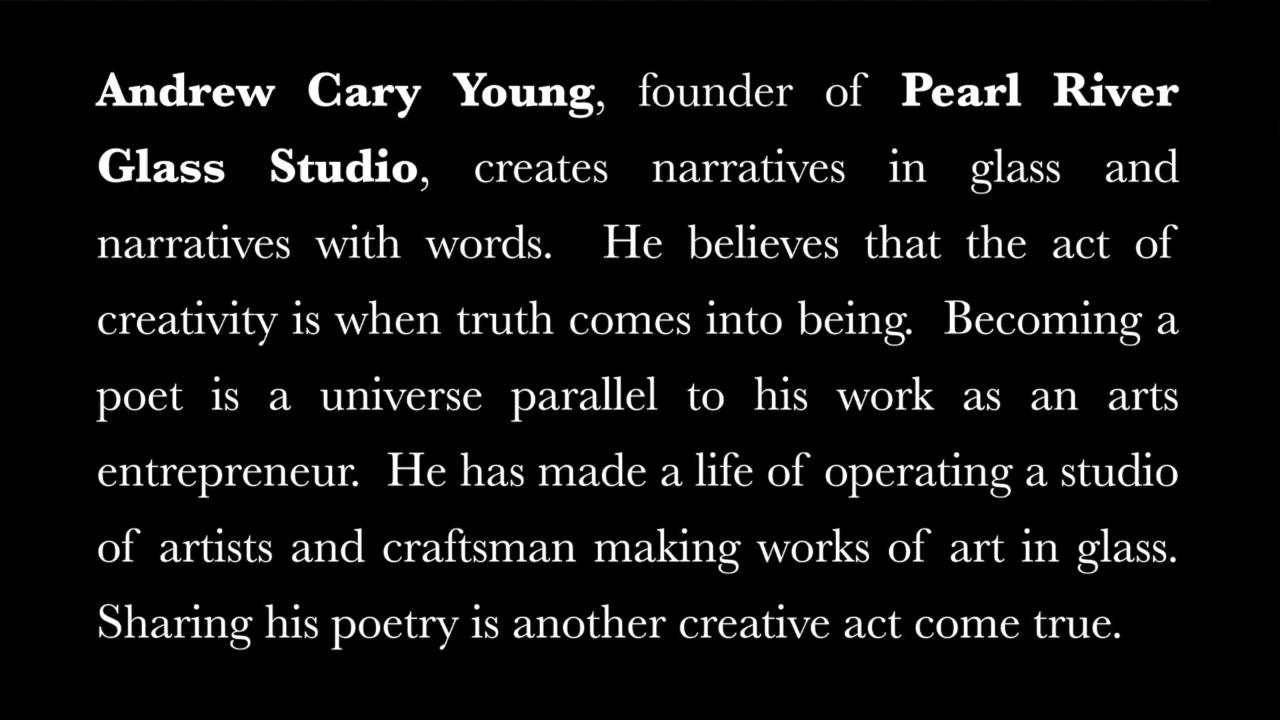 Andrew Cary Young, founder of Pearl River
Glass Studio, creates narratives in glass and
narratives with words.  He believes that the act of
creativity is when truth comes into being.  Becoming a
poet is a universe parallel to his work as an arts
entrepreneur.  He has made a life of operating a studio
of artists and craftsman making works of art in glass.
Sharing his poetry is another creative act come true.